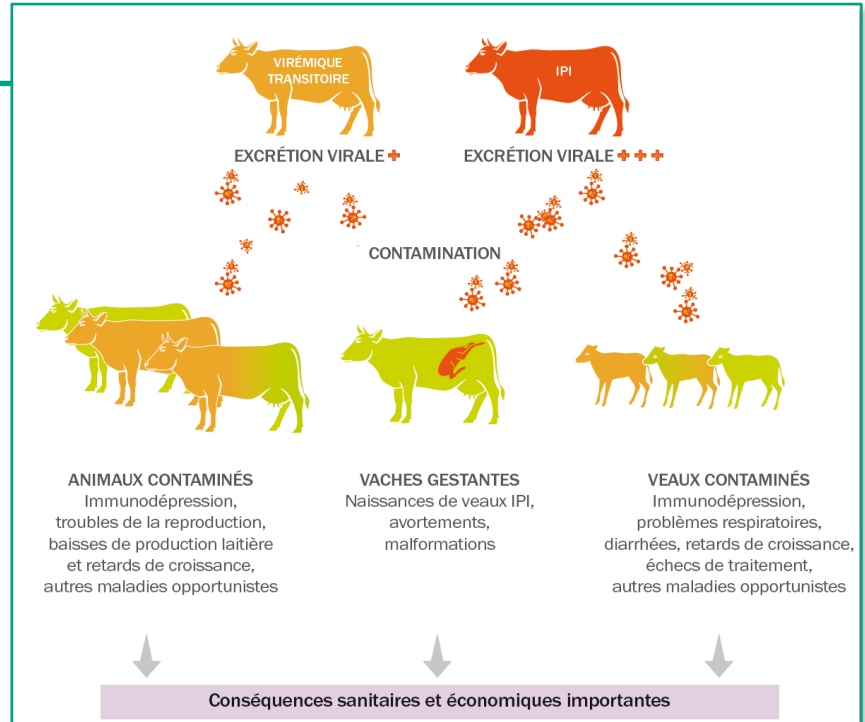 VIRÉMIQUE
TRANSITOIRE
IPI
EXCRÉTION VIRALE +
EXCRÉTION VIRALE + + +
CONTAMINATION
ANIMAUX CONTAMINÉS
Immunodépression,
troubles de la reproduction,
baisses de production laitière
et retards de croissance,
autres maladies opportunistes
VACHES GESTANTES
Naissances de veaux IPI,
avortements,
malformations
VEAUX CONTAMINÉS
Immunodépression,
problèmes respiratoires,
diarrhées, retards de croissance,
échecs de traitement,
autres maladies opportunistes
Conséquences sanitaires et économiques importantes